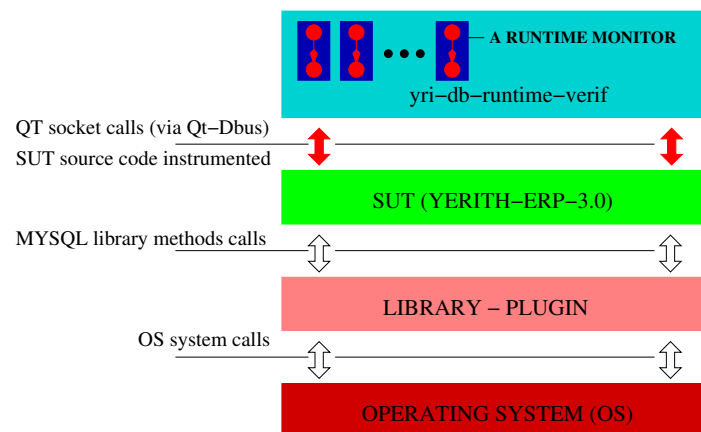 A RUNTIME MONITOR
yri−db−runtime−verif
QT socket calls (via Qt−Dbus)
SUT source code instrumented
SUT (YERITH−ERP−3.0)
MYSQL library methods calls
LIBRARY − PLUGIN
OS system calls
OPERATING SYSTEM (OS)